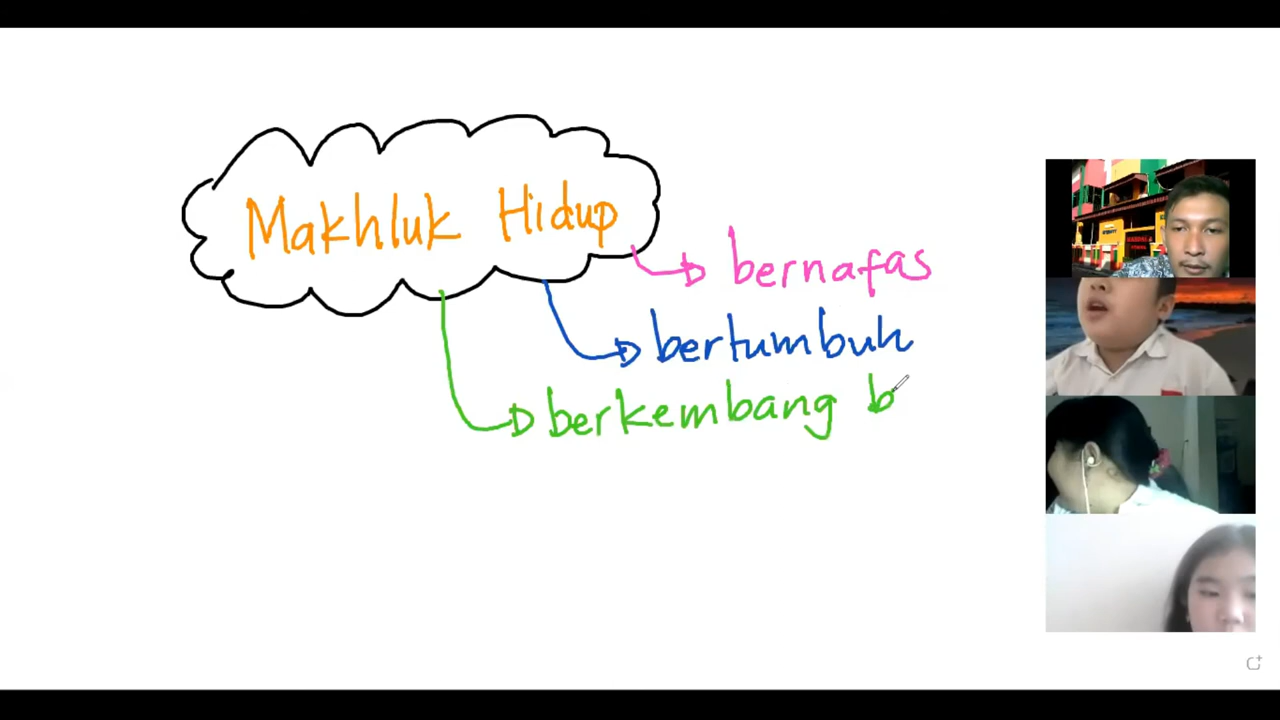 Makhluk Hidup
bernafas
bertumbuh
berkembang b